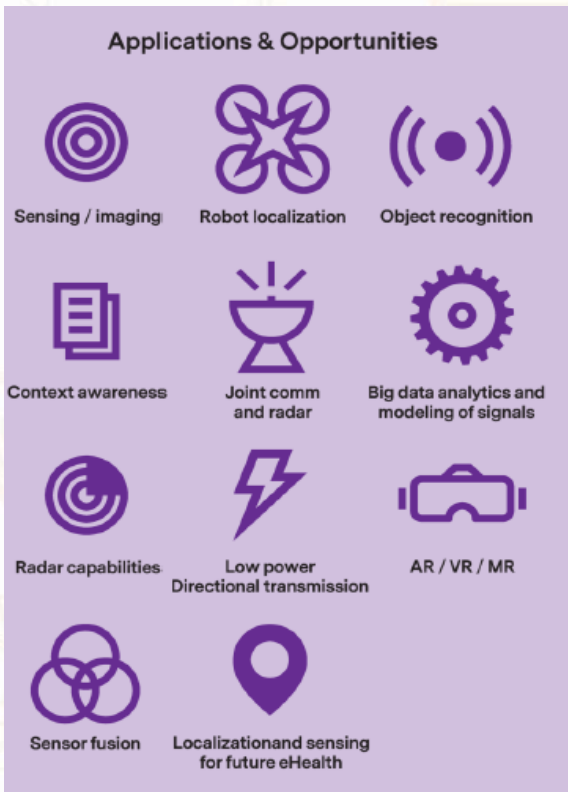 Applications & Opportunities
Sensing / imaging
Robot localization
Object recognition
Context awareness
Joint comm
and radar
Big data analytics and
modeling of signals
Radar capabilities
Low power
Directional transmission
AR / VR / MR
Sensor fusion
Localizationand sensing
for future eHealth